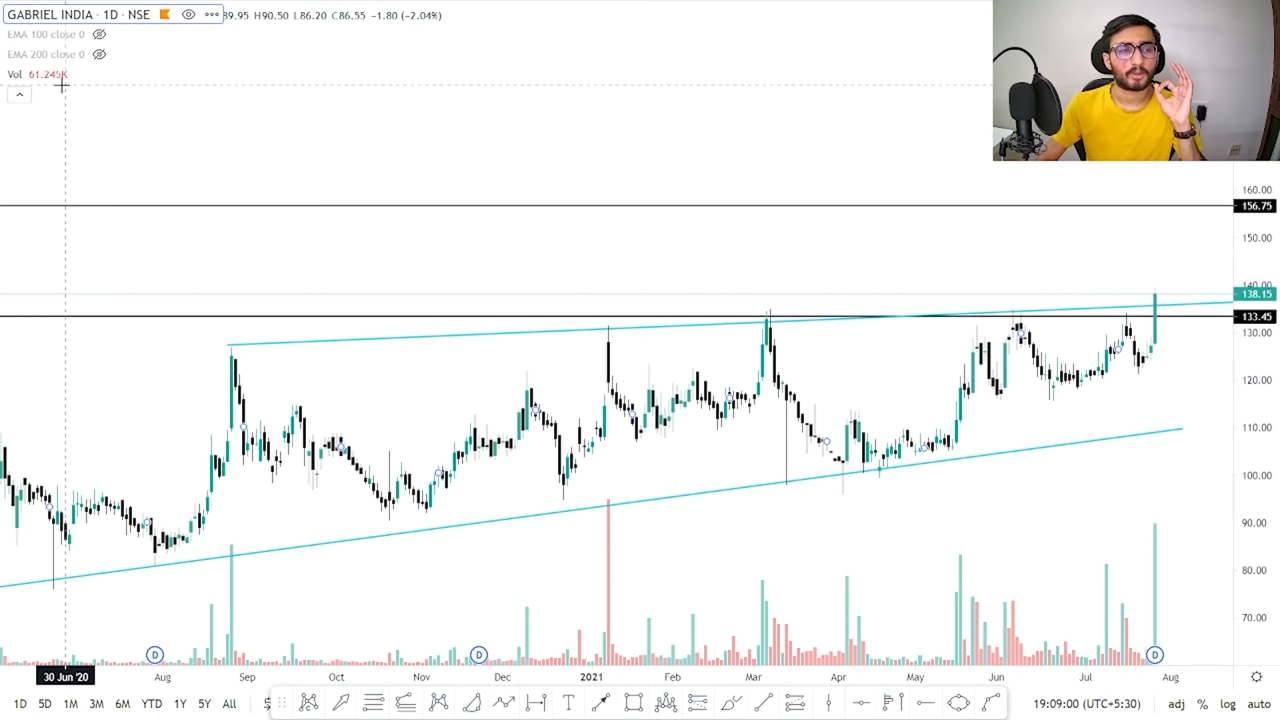 GABRIEL INDIA · 1D · NSE 89.95 H90.50 L86.20 C86.55 −1.80 (−2.04%)
EMA 100 close 0
EMA 200 close 0
Vol 61.245K
160.00
156.75
150.00
140.00
138.15
133.45
130.00
120.00
110.00
100.00
90.00
80.00
70.00
D D D
30 Jun '20 Aug Sep Oct Nov Dec 2021 Feb Mar Apr May Jun Jul Aug
1D 5D 1M 3M 6M YTD 1Y 5Y All T 19:09:00 (UTC+5:30) adj % log auto